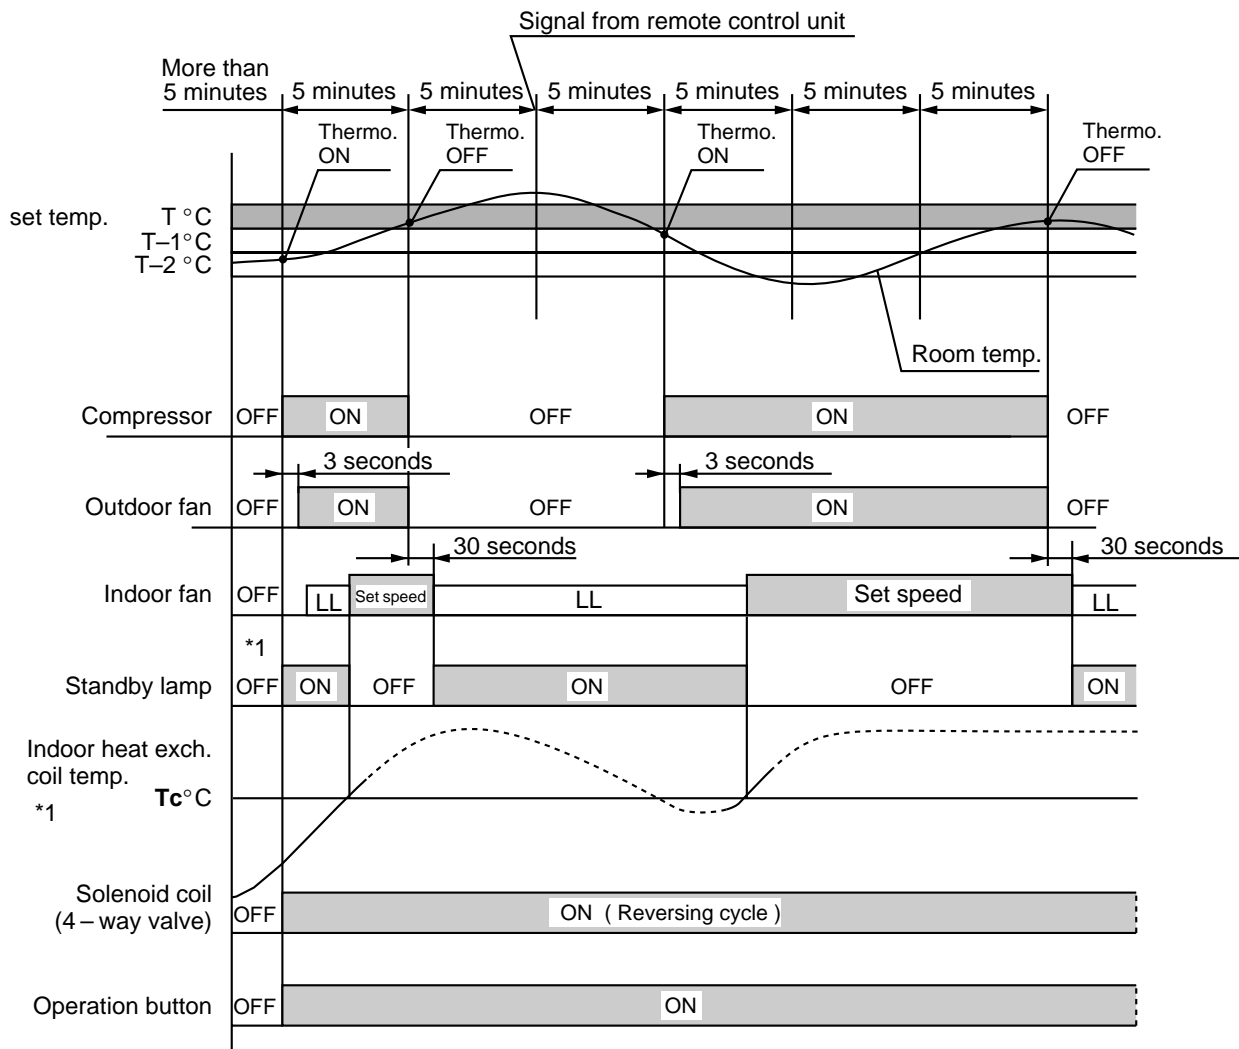 Signal from remote control unit
More than
5 minutes 5 minutes 5 minutes 5 minutes 5 minutes 5 minutes 5 minutes
Thermo. ON
Thermo. OFF
Thermo. ON
Thermo. OFF
set temp. T °C
T–1°C
T–2 °C
Room temp.
Compressor OFF ON OFF ON OFF
3 seconds 3 seconds
Outdoor fan OFF ON OFF ON OFF
30 seconds 30 seconds
Indoor fan OFF LL Set speed LL Set speed LL
*1
Standby lamp OFF ON OFF ON OFF ON
Indoor heat exch.
coil temp.
*1 Tc°C
Solenoid coil
(4 – way valve) OFF ON ( Reversing cycle )
Operation button OFF ON